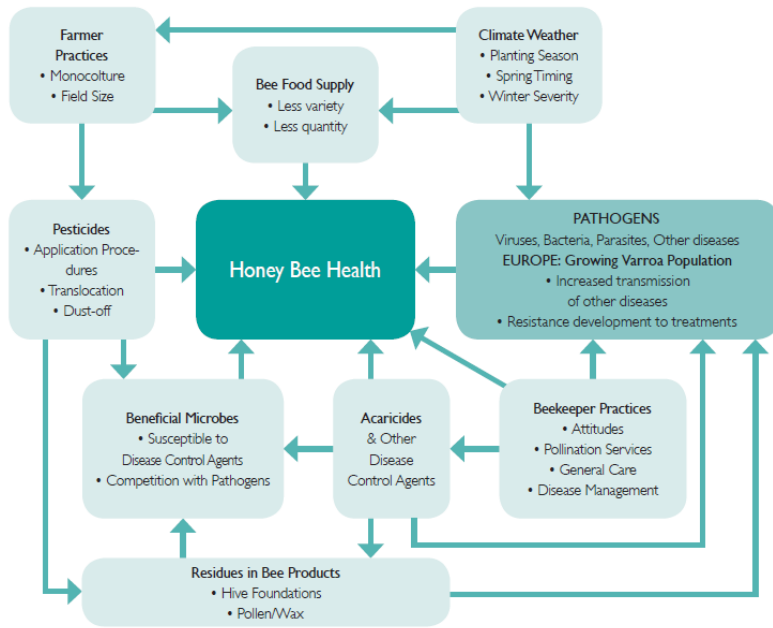 Farmer
Practices
• Monocolture
• Field Size
Climate Weather
• Planting Season
• Spring Timing
• Winter Severity
Bee Food Supply
• Less variety
• Less quantity
Pesticides
• Application Proce-
dures
• Translocation
• Dust-off
Honey Bee Health
PATHOGENS
Viruses, Bacteria, Parasites, Other diseases
EUROPE: Growing Varroa Population
• Increased transmission
of other diseases
• Resistance development to treatments
Beneficial Microbes
• Susceptible to
Disease Control Agents
• Competition with Pathogens
Acaricides
& Other
Disease
Control Agents
Beekeeper Practices
• Attitudes
• Pollination Services
• General Care
• Disease Management
Residues in Bee Products
• Hive Foundations
• Pollen/Wax